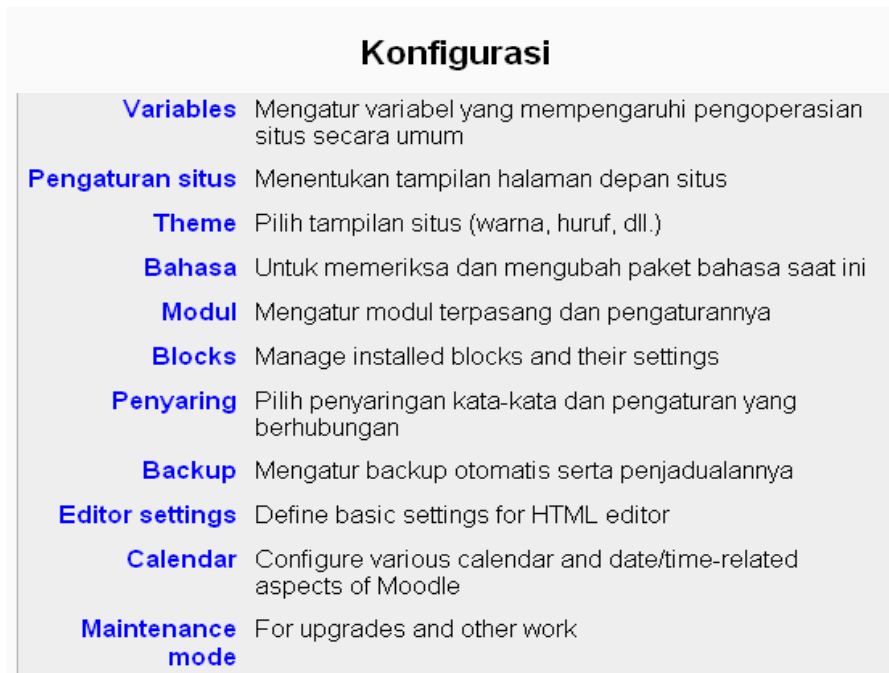 Konfigurasi
Variables Mengatur variabel yang mempengaruhi pengoperasian
situs secara umum
Pengaturan situs Menentukan tampilan halaman depan situs
Theme Pilih tampilan situs (warna, huruf, dll.)
Bahasa Untuk memeriksa dan mengubah paket bahasa saat ini
Modul Mengatur modul terpasang dan pengaturannya
Blocks Manage installed blocks and their settings
Penyaring Pilih penyaringan kata-kata dan pengaturan yang
berhubungan
Backup Mengatur backup otomatis serta penjadualannya
Editor settings Define basic settings for HTML editor
Calendar Configure various calendar and date/time-related
aspects of Moodle
Maintenance For upgrades and other work
mode